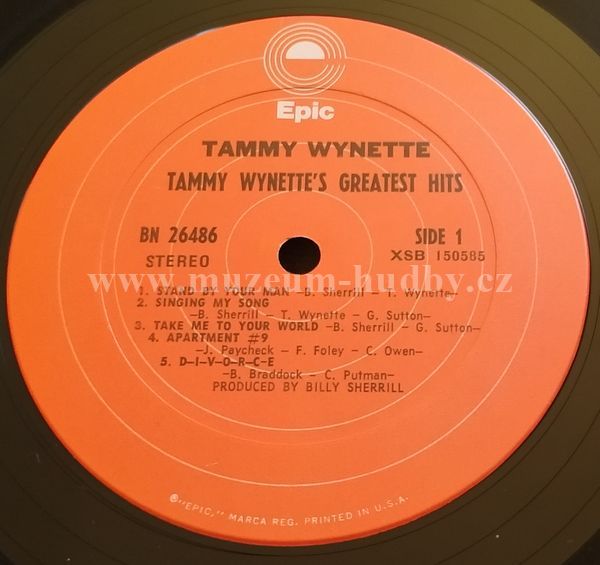 Epic
TAMMY WYNETTE
TAMMY WYNETTE'S GREATEST HITS
BN 26486 SIDE 1
STEREO XSB 150585
www.muzeum-hudby.cz
1. STAND BY YOUR MAN –B. Sherrill – T. Wynette–
2. SINGING MY SONG
–B. Sherrill – T. Wynette – G. Sutton–
3. TAKE ME TO YOUR WORLD –B. Sherrill – G. Sutton–
4. APARTMENT #9
–J. Paycheck – F. Foley – C. Owen–
5. D–I–V–O–R–C–E
–B. Braddock – C. Putman–
PRODUCED BY BILLY SHERRILL
®"EPIC," MARCA REG. PRINTED IN U.S.A.